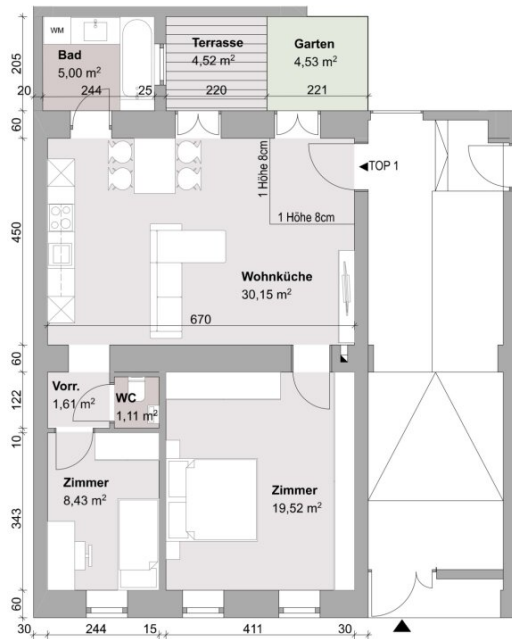 WM
Bad
5,00 m²
Terrasse
4,52 m²
Garten
4,53 m²
205
20
244
25
220
221
60
1 Höhe 8cm
TOP 1
1 Höhe 8cm
450
Wohnküche
30,15 m²
670
60
Vorr.
1,61 m²
WC
1,11 m²
122
10
Zimmer
8,43 m²
Zimmer
19,52 m²
343
60
30
244
15
411
30